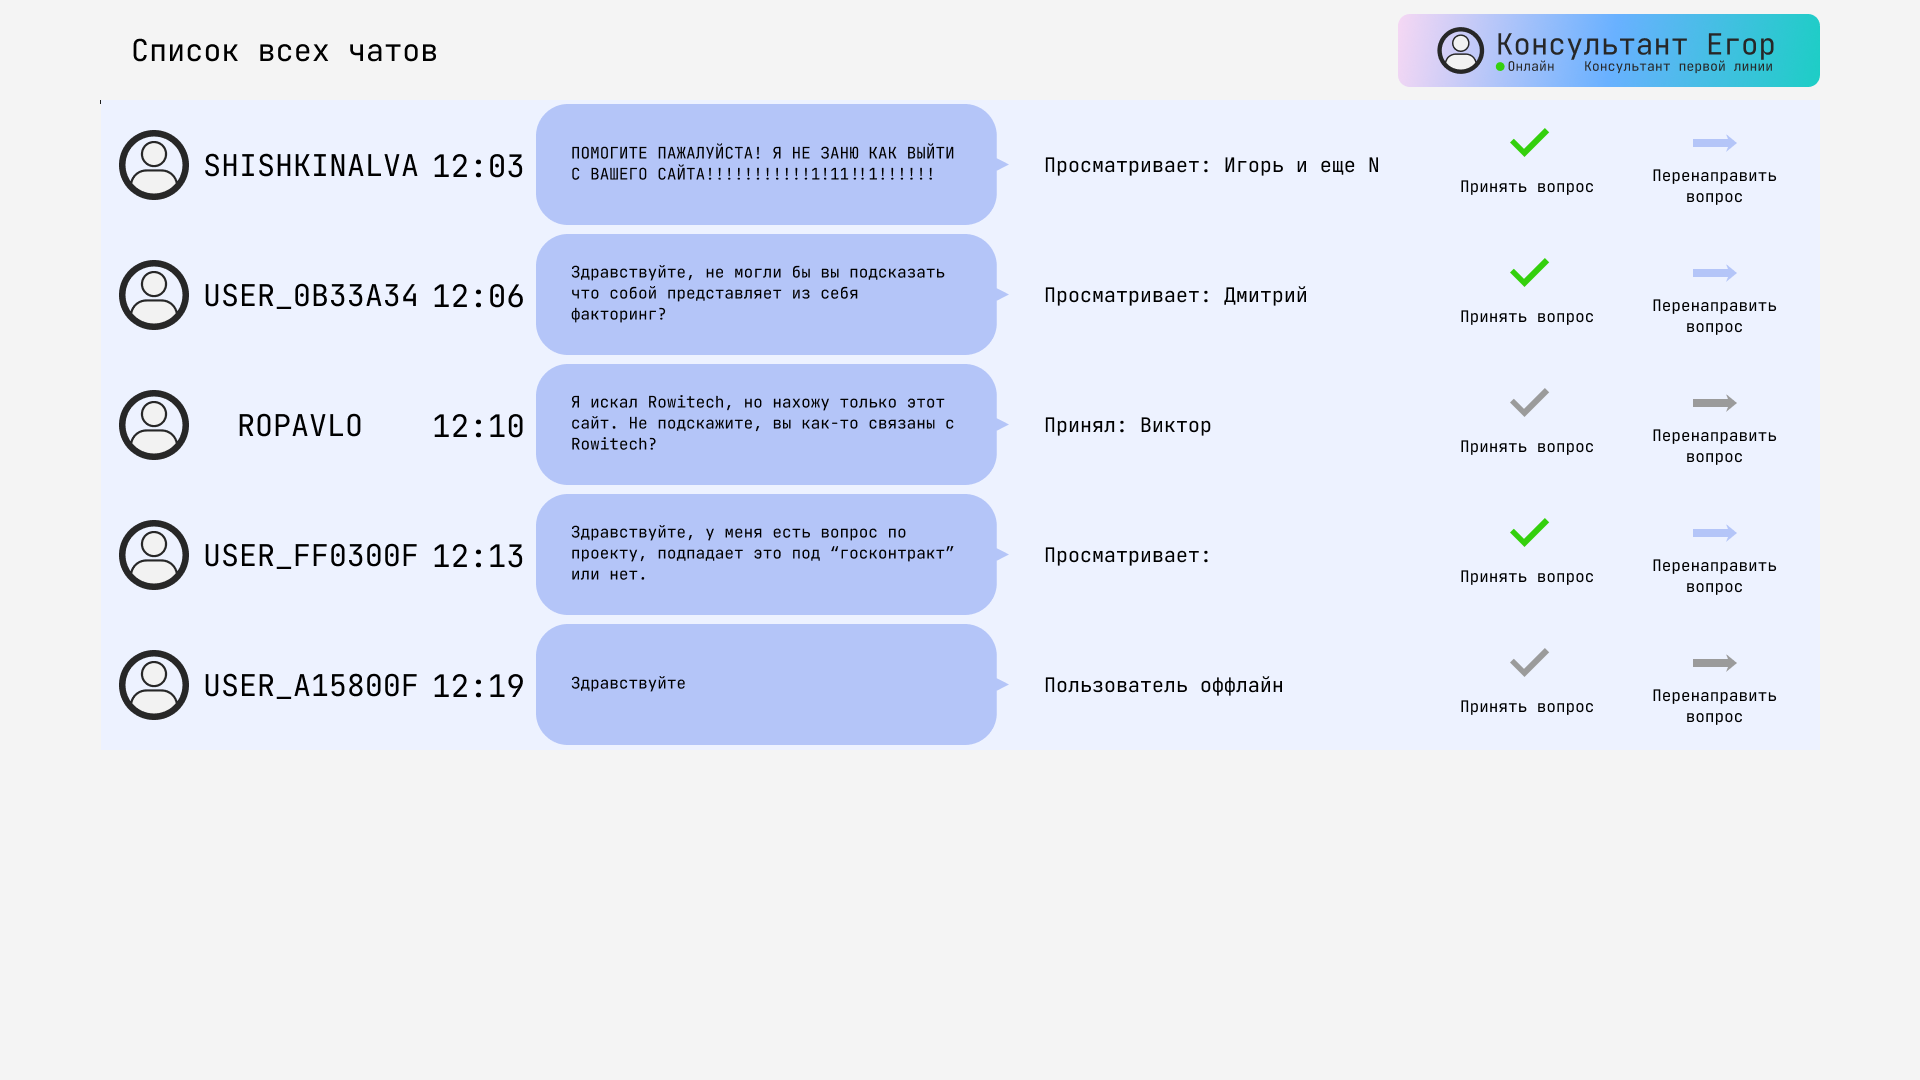 Список всех чатов
Консультант Егор
Онлайн Консультант первой линии
SHISHKINALVA 12:03
ПОМОГИТЕ ПАЖАЛУЙСТА! Я НЕ ЗАНЮ КАК ВЫЙТИ
С ВАШЕГО САЙТА!!!!!!!!!!!1!11!!1!!!!!!
Просматривает: Игорь и еще N
Принять вопрос
Перенаправить
вопрос
USER_0B33A34 12:06
Здравствуйте, не могли бы вы подсказать
что собой представляет из себя
факторинг?
Просматривает: Дмитрий
Принять вопрос
Перенаправить
вопрос
ROPAVLO 12:10
Я искал Rowitech, но нахожу только этот
сайт. Не подскажите, вы как-то связаны с
Rowitech?
Принял: Виктор
Принять вопрос
Перенаправить
вопрос
USER_FF0300F 12:13
Здравствуйте, у меня есть вопрос по
проекту, подпадает это под “госконтракт”
или нет.
Просматривает:
Принять вопрос
Перенаправить
вопрос
USER_A15800F 12:19
Здравствуйте
Пользователь оффлайн
Принять вопрос
Перенаправить
вопрос